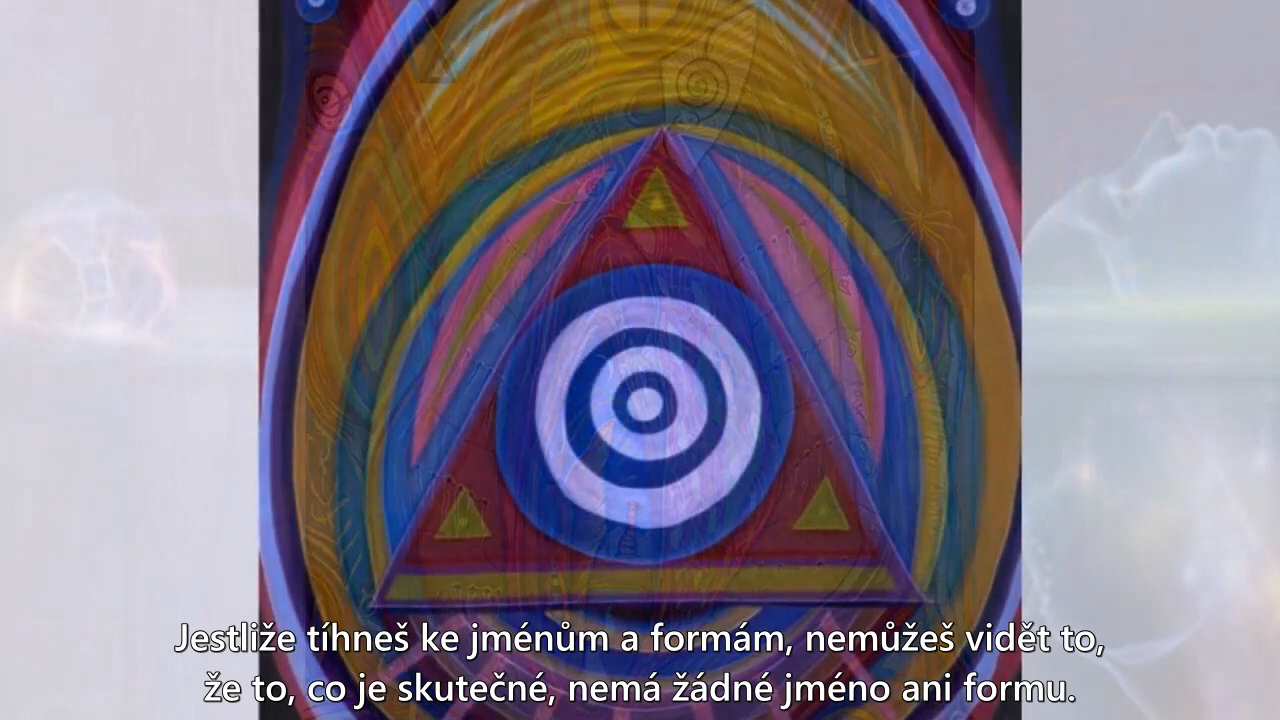 Jestliže tíhneš ke jménům a formám, nemůžeš vidět to,
že to, co je skutečné, nemá žádné jméno ani formu.